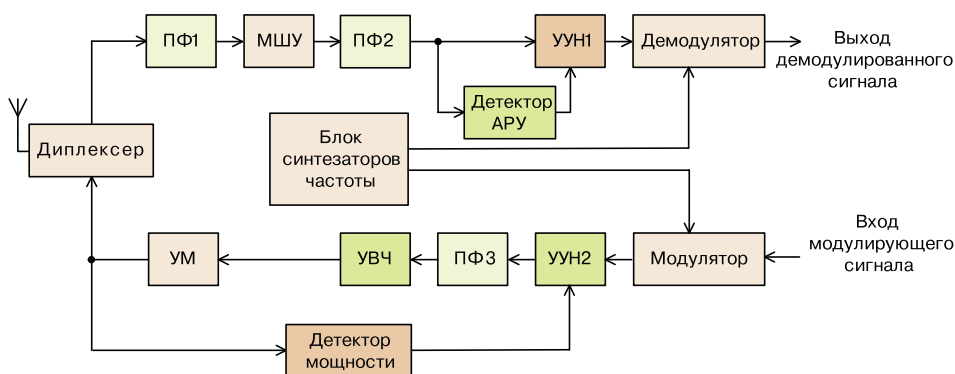 ПФ1
МШУ
ПФ2
УУН1
Демодулятор
Выход
демодулированного
сигнала
Детектор
АРУ
Диплексер
Блок
синтезаторов
частоты
УМ
УВЧ
ПФ3
УУН2
Модулятор
Вход
модулирующего
сигнала
Детектор
мощности